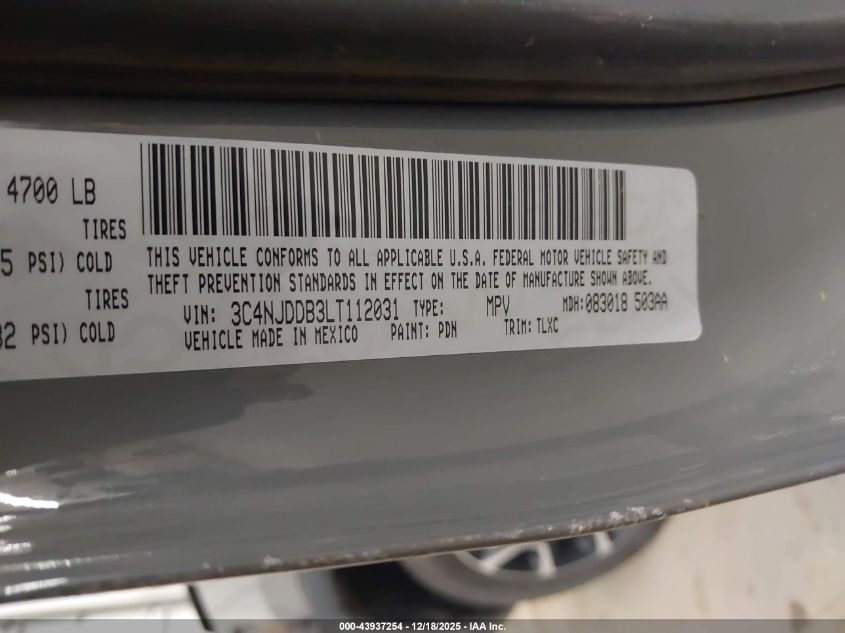 4700 LB
TIRES
5 PSI) COLD
TIRES
32 PSI) COLD
THIS VEHICLE CONFORMS TO ALL APPLICABLE U.S.A. FEDERAL MOTOR VEHICLE SAFETY AND
THEFT PREVENTION STANDARDS IN EFFECT ON THE DATE OF MANUFACTURE SHOWN ABOVE.
VIN: 3C4NJDDB3LT112031 TYPE: MPV MDH:083018 503AA
VEHICLE MADE IN MEXICO PAINT: PDN TRIM: TLXC
000-43937254 - 12/18/2025 - IAA Inc.